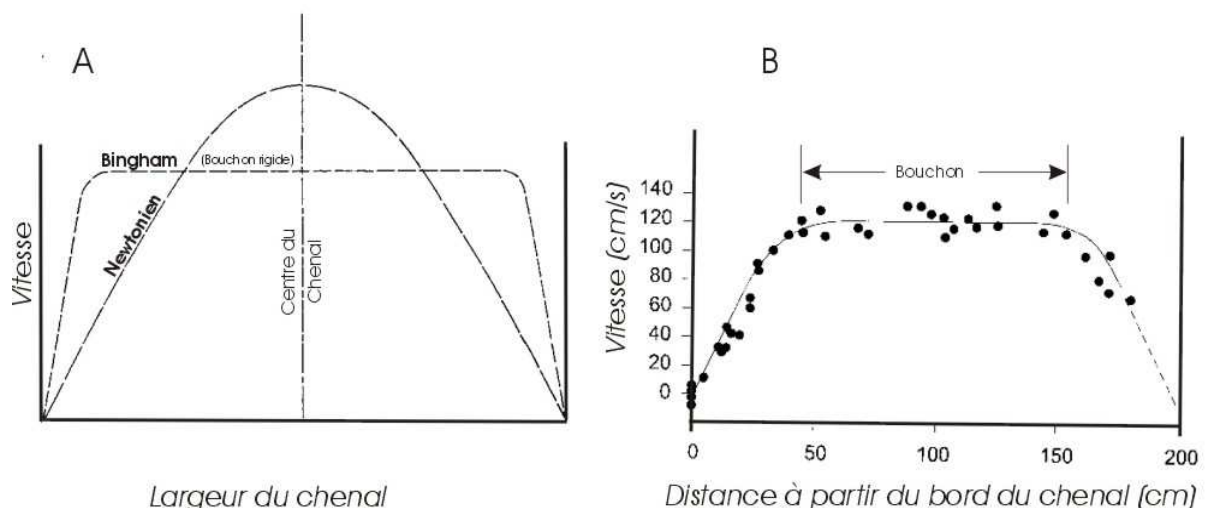 A
Bingham (Bouchon rigide)
Newtonien
Centre du
Chenal
Vitesse
Largeur du chenal
B
Bouchon
Vitesse (cm/s)
140
120
100
80
60
40
20
0
0 50 100 150 200
Distance à partir du bord du chenal (cm)